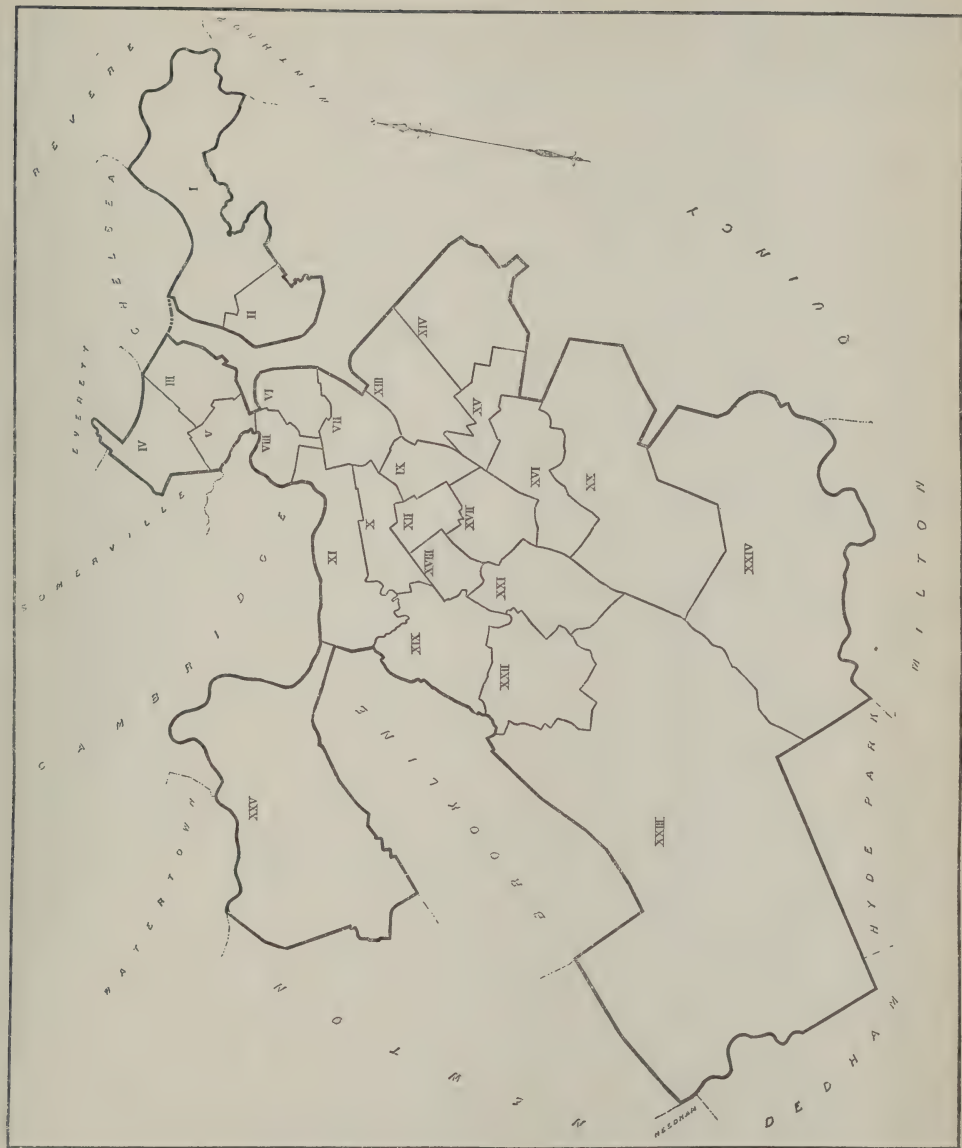 REVERE
WINTHROP
CHELSEA
EVERETT
SOMERVILLE
CAMBRIDGE
WATERTOWN
NEWTON
BROOKLINE
NEEDHAM
DEDHAM
HYDE PARK
MILTON
QUINCY
I
II
III
IV
V
VI
VII
VIII
IX
X
XI
XII
XIII
XIV
XV
XVI
XVII
XVIII
XIX
XX
XXI
XXII
XXIII
XXIV
XXV